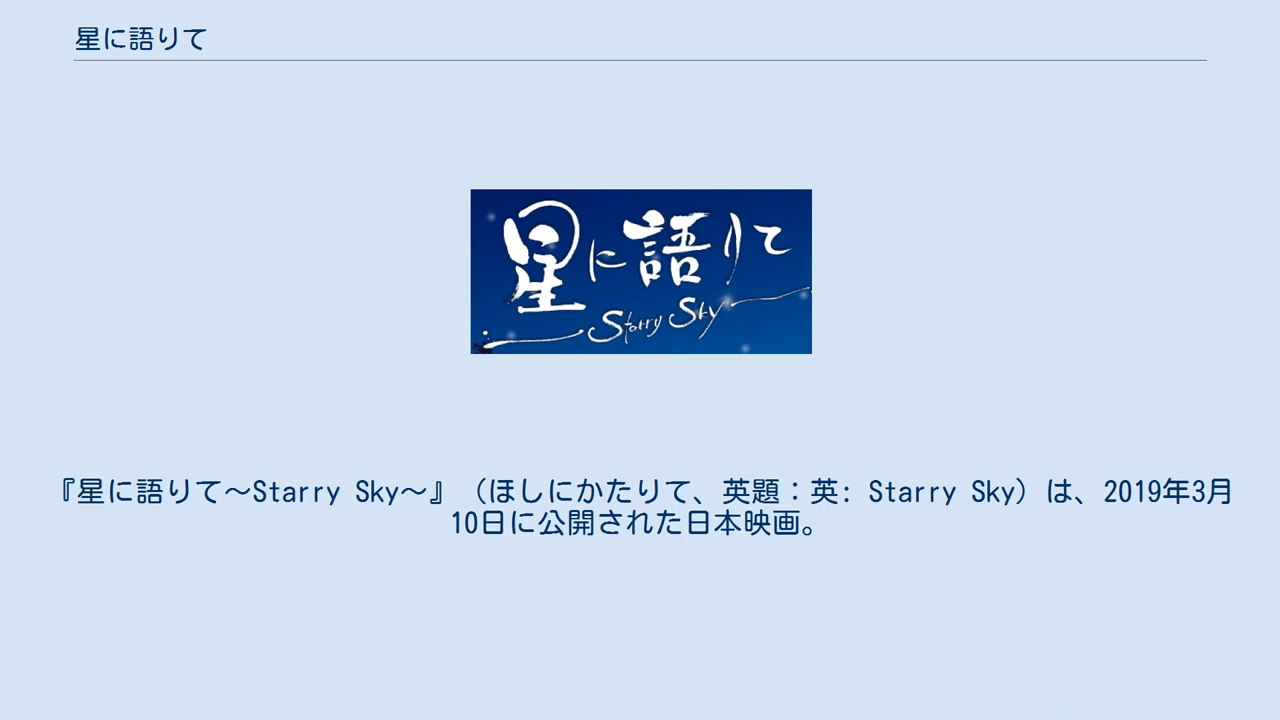 星に語りて
星に語りて
Starry Sky
『星に語りて～Starry Sky～』（ほしにかたりて、英題：英: Starry Sky）は、2019年3月
10日に公開された日本映画。